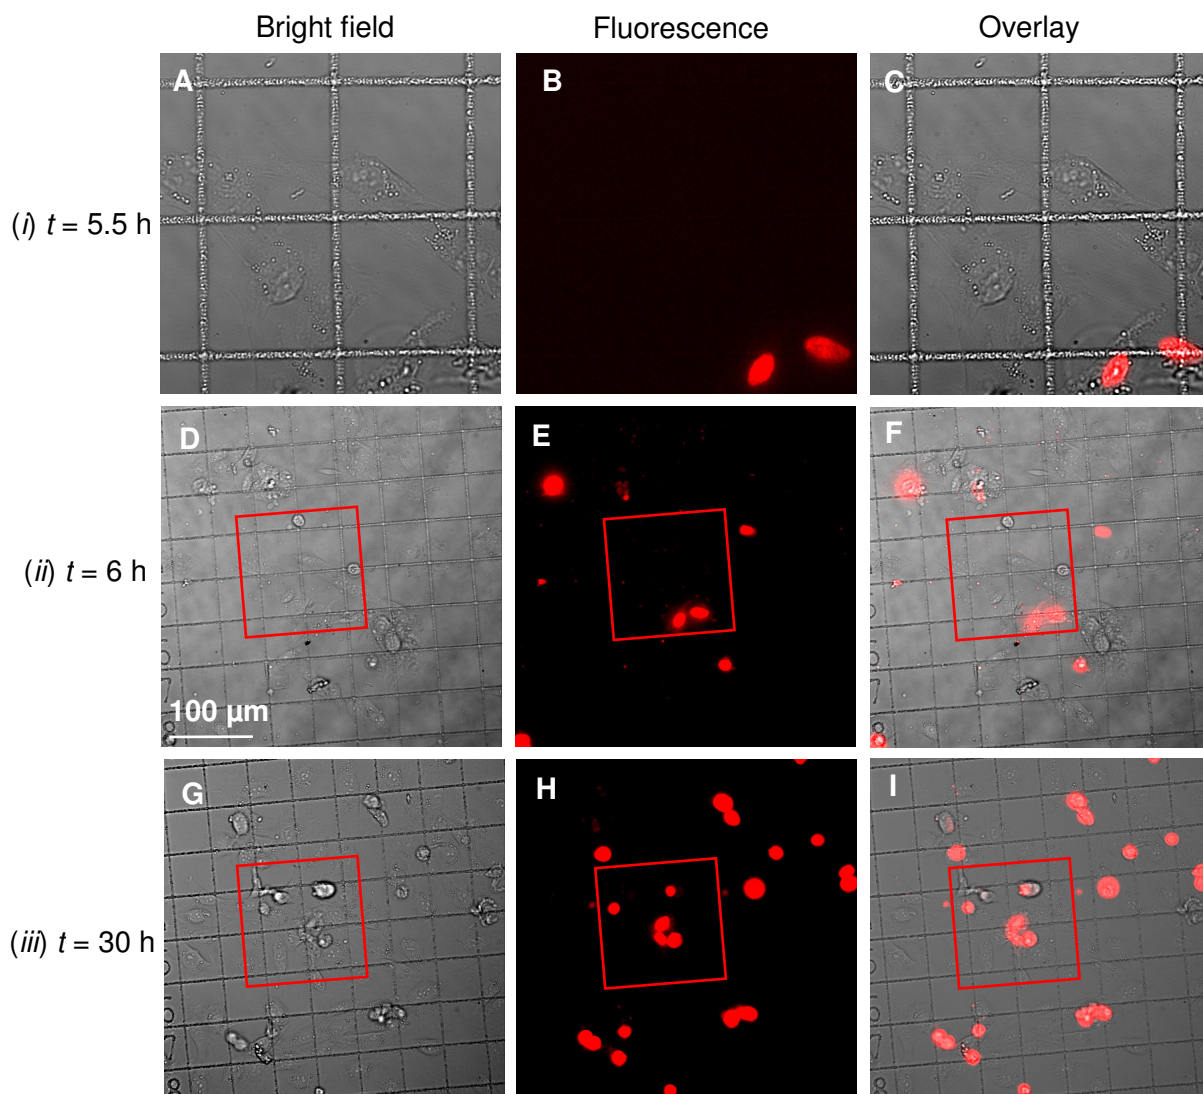 Bright field Fluorescence Overlay
A B C
(i) t = 5.5 h
D E F
(ii) t = 6 h
100 µm
G H I
(iii) t = 30 h